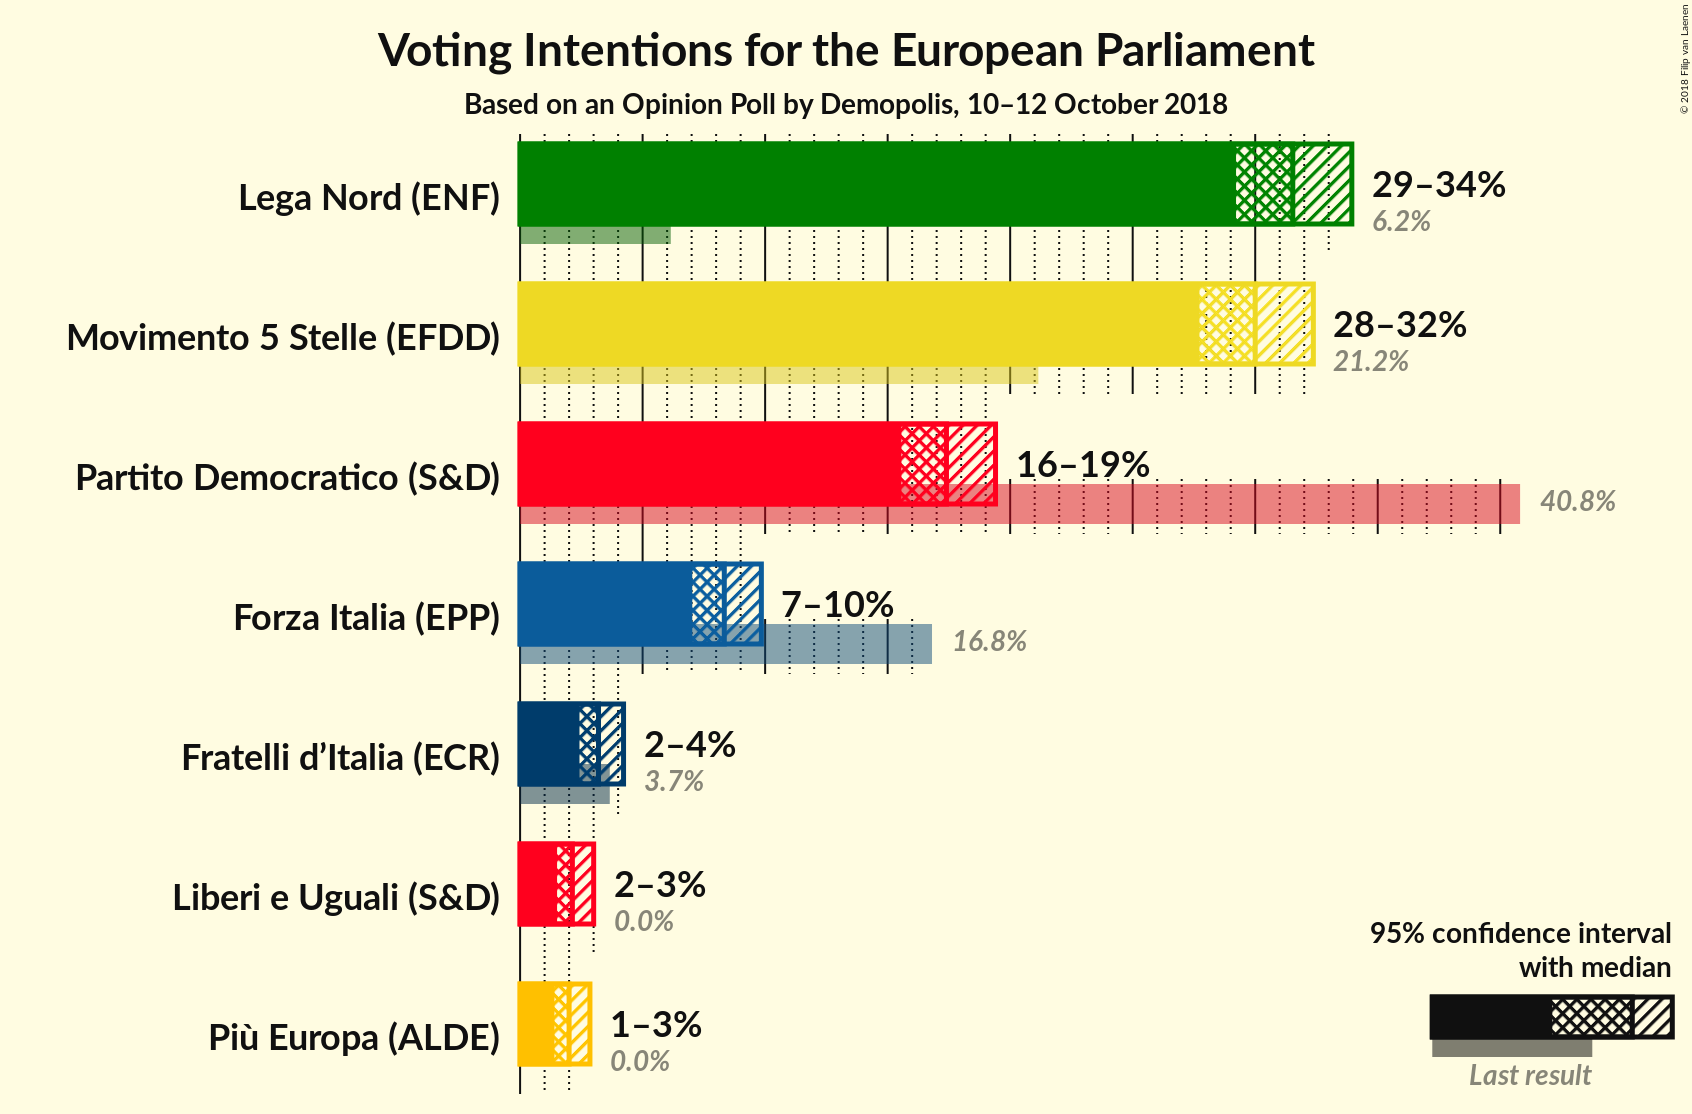 Voting Intentions for the European Parliament
Based on an Opinion Poll by Demopolis, 10–12 October 2018
© 2018 Filip van Laenen
Lega Nord (ENF)
29–34%
6.2%
Movimento 5 Stelle (EFDD)
28–32%
21.2%
Partito Democratico (S&D)
16–19%
40.8%
Forza Italia (EPP)
7–10%
16.8%
Fratelli d’Italia (ECR)
2–4%
3.7%
Liberi e Uguali (S&D)
2–3%
0.0%
Più Europa (ALDE)
1–3%
0.0%
95% confidence interval
with median
Last result